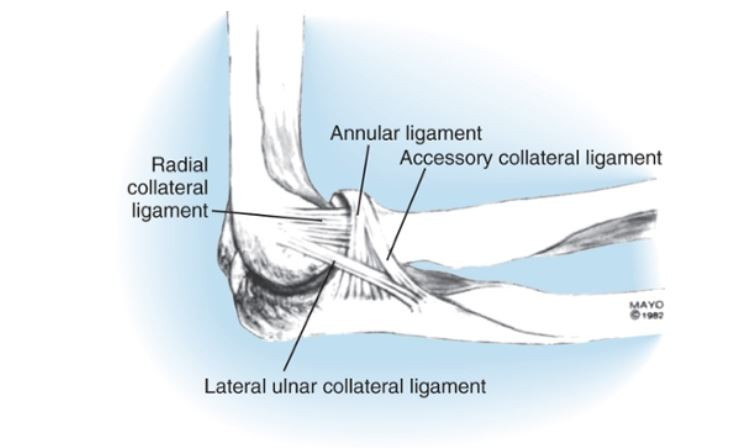 Annular ligament
Accessory collateral ligament
Radial
collateral
ligament
Lateral ulnar collateral ligament
MAYO
©1982